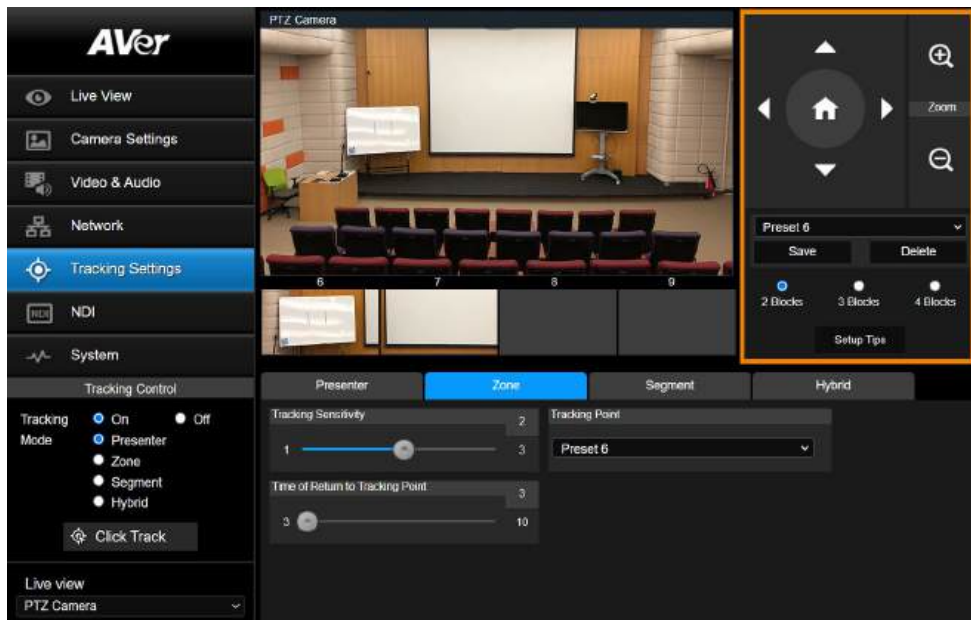 AVer
Live View
Camera Settings
Video & Audio
Network
Tracking Settings
NDI
NDI
System
Tracking Control
Tracking On Off
Mode Presenter
Zone
Segment
Hybrid
Click Track
Live view
PTZ Camera
PTZ Camera
6 7 8 9
Zoom
Preset 6
Save Delete
2 Blocks 3 Blocks 4 Blocks
Setup Tips
Presenter Zone Segment Hybrid
Tracking Sensitivity 2
1 3
Tracking Point
Preset 6
Time of Return to Tracking Point 3
3 10